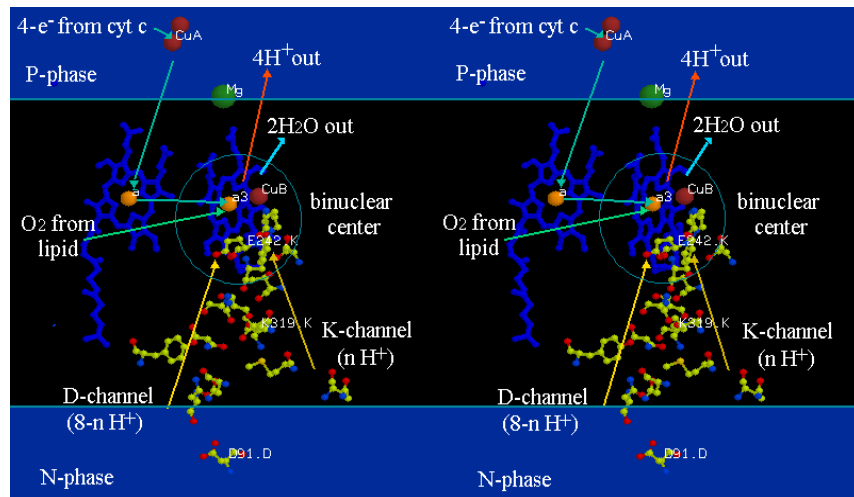 4-e⁻ from cyt c
CuA
P-phase
4H⁺out
Mg
2H₂O out
a
a3
CuB
binuclear
center
O₂ from
lipid
E242.K
K319.K
K-channel
(n H⁺)
D-channel
(8-n H⁺)
D91.D
N-phase
4-e⁻ from cyt c
CuA
P-phase
4H⁺out
Mg
2H₂O out
a
a3
CuB
binuclear
center
O₂ from
lipid
E242.K
K319.K
K-channel
(n H⁺)
D-channel
(8-n H⁺)
D91.D
N-phase